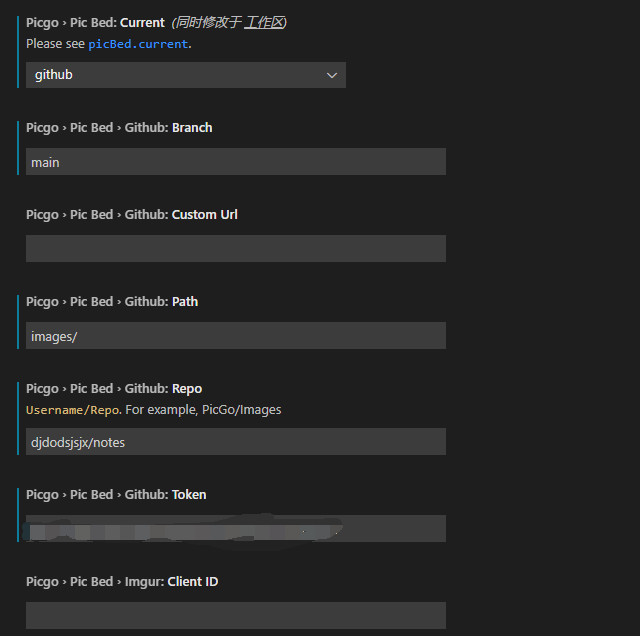 Picgo › Pic Bed: Current (同时修改于 工作区)
Please see picBed.current.
github
Picgo › Pic Bed › Github: Branch
main
Picgo › Pic Bed › Github: Custom Url
Picgo › Pic Bed › Github: Path
images/
Picgo › Pic Bed › Github: Repo
Username/Repo. For example, PicGo/Images
djdodsjsjx/notes
Picgo › Pic Bed › Github: Token
Picgo › Pic Bed › Imgur: Client ID